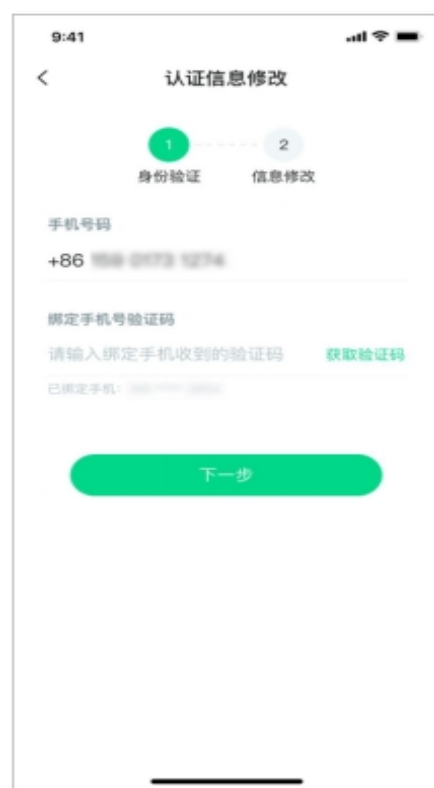 9:41
认证信息修改
1
2
身份验证
信息修改
手机号码
+86
绑定手机号验证码
请输入绑定手机收到的验证码
获取验证码
已绑定手机:
下一步